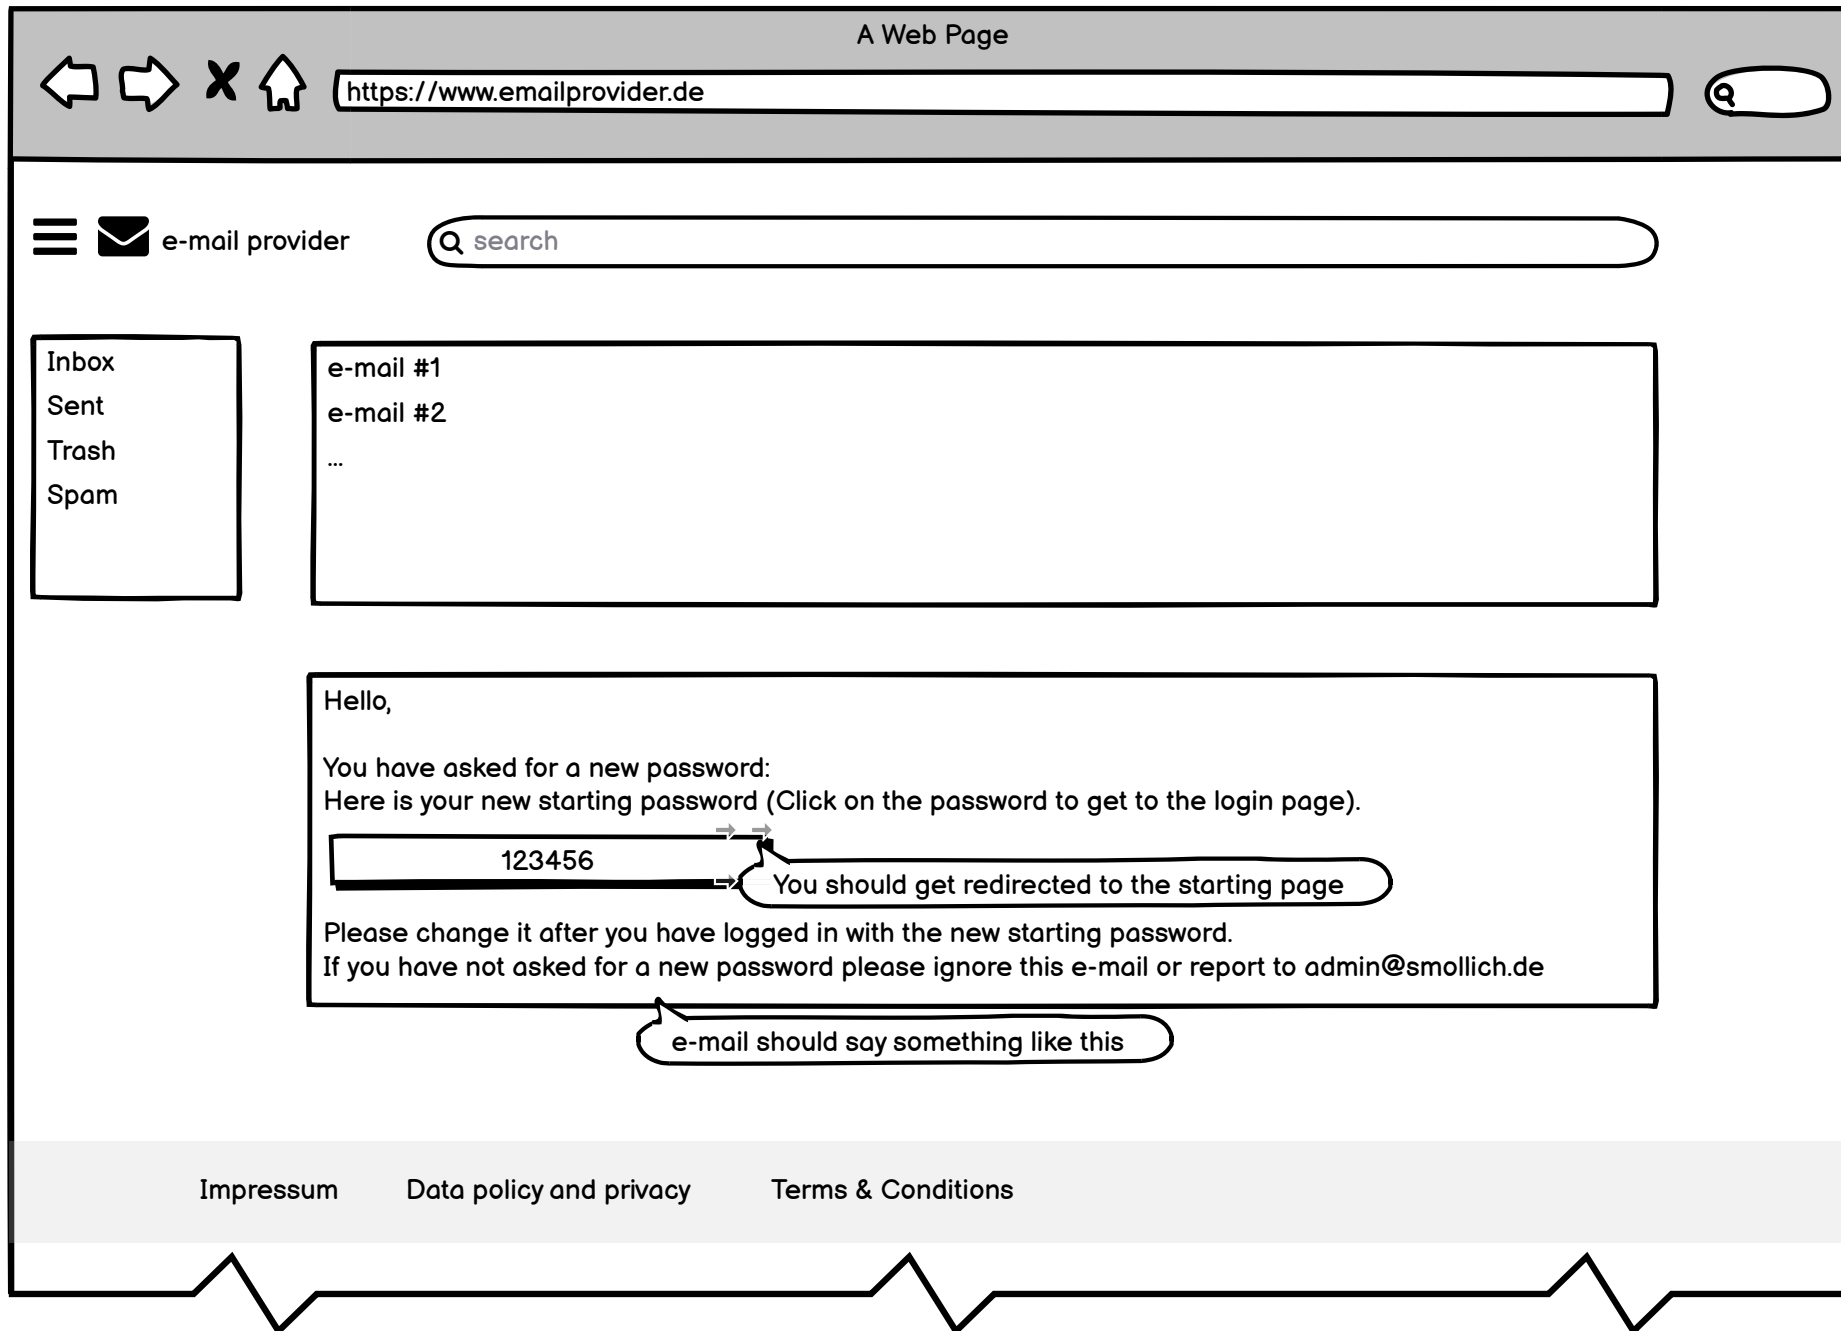 A Web Page
https://www.emailprovider.de
e-mail provider
search
Inbox
Sent
Trash
Spam
e-mail #1
e-mail #2
...
Hello,
You have asked for a new password:
Here is your new starting password (Click on the password to get to the login page).
123456
You should get redirected to the starting page
Please change it after you have logged in with the new starting password.
If you have not asked for a new password please ignore this e-mail or report to admin@smollich.de
e-mail should say something like this
Impressum
Data policy and privacy
Terms & Conditions